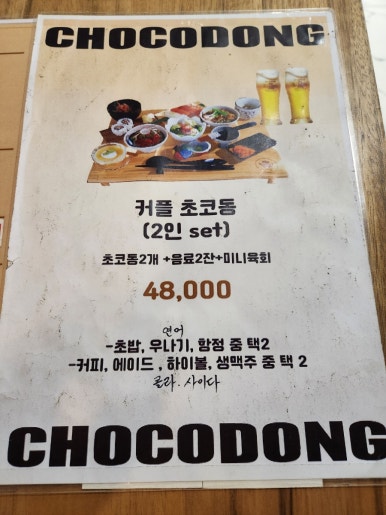 CHOCODONG
커플 초코동
(2인 set)
초코동2개 +음료2잔+미니육회
48,000
연어
-초밥, 우나기, 항정 중 택2
-커피, 에이드 , 하이볼, 생맥주 중 택 2
콜라. 사이다
CHOCODONG